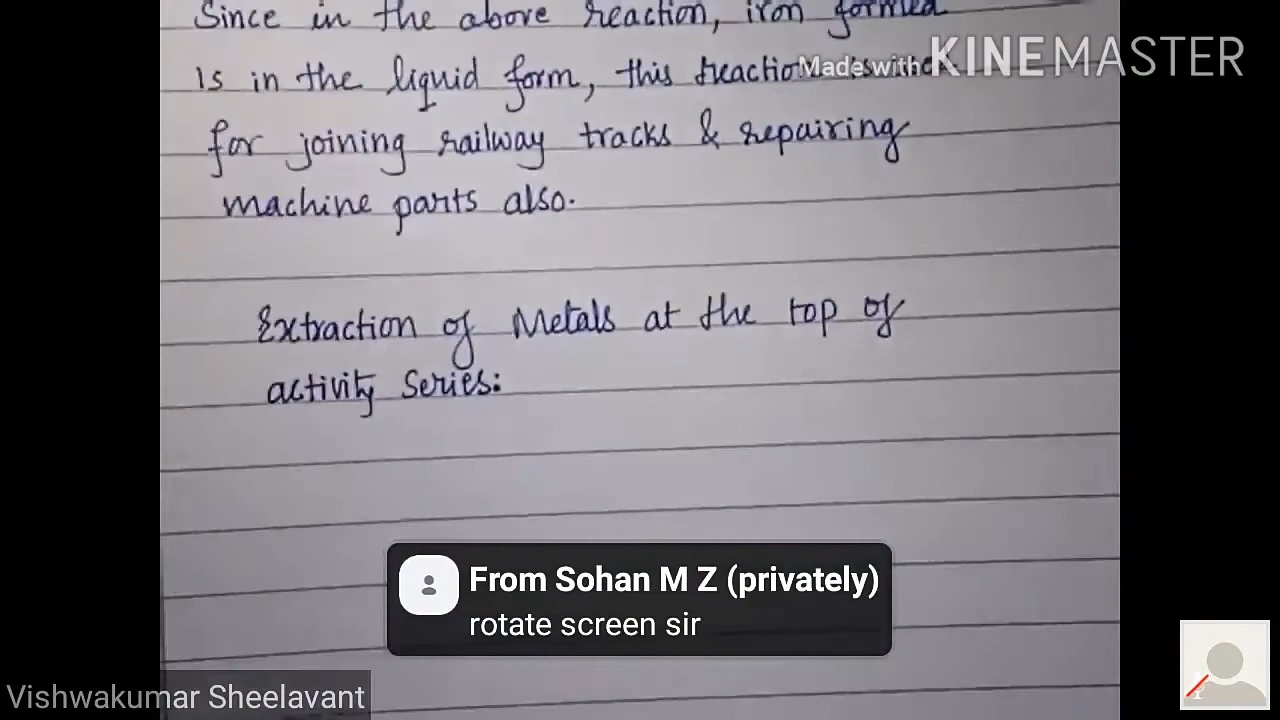 Since in the above reaction, iron formed
is in the liquid form, this reaction
for joining railway tracks & repairing
machine parts also.
Extraction of Metals at the top of
activity Series:
Made with KINEMASTER
From Sohan M Z (privately)
rotate screen sir
Vishwakumar Sheelavant